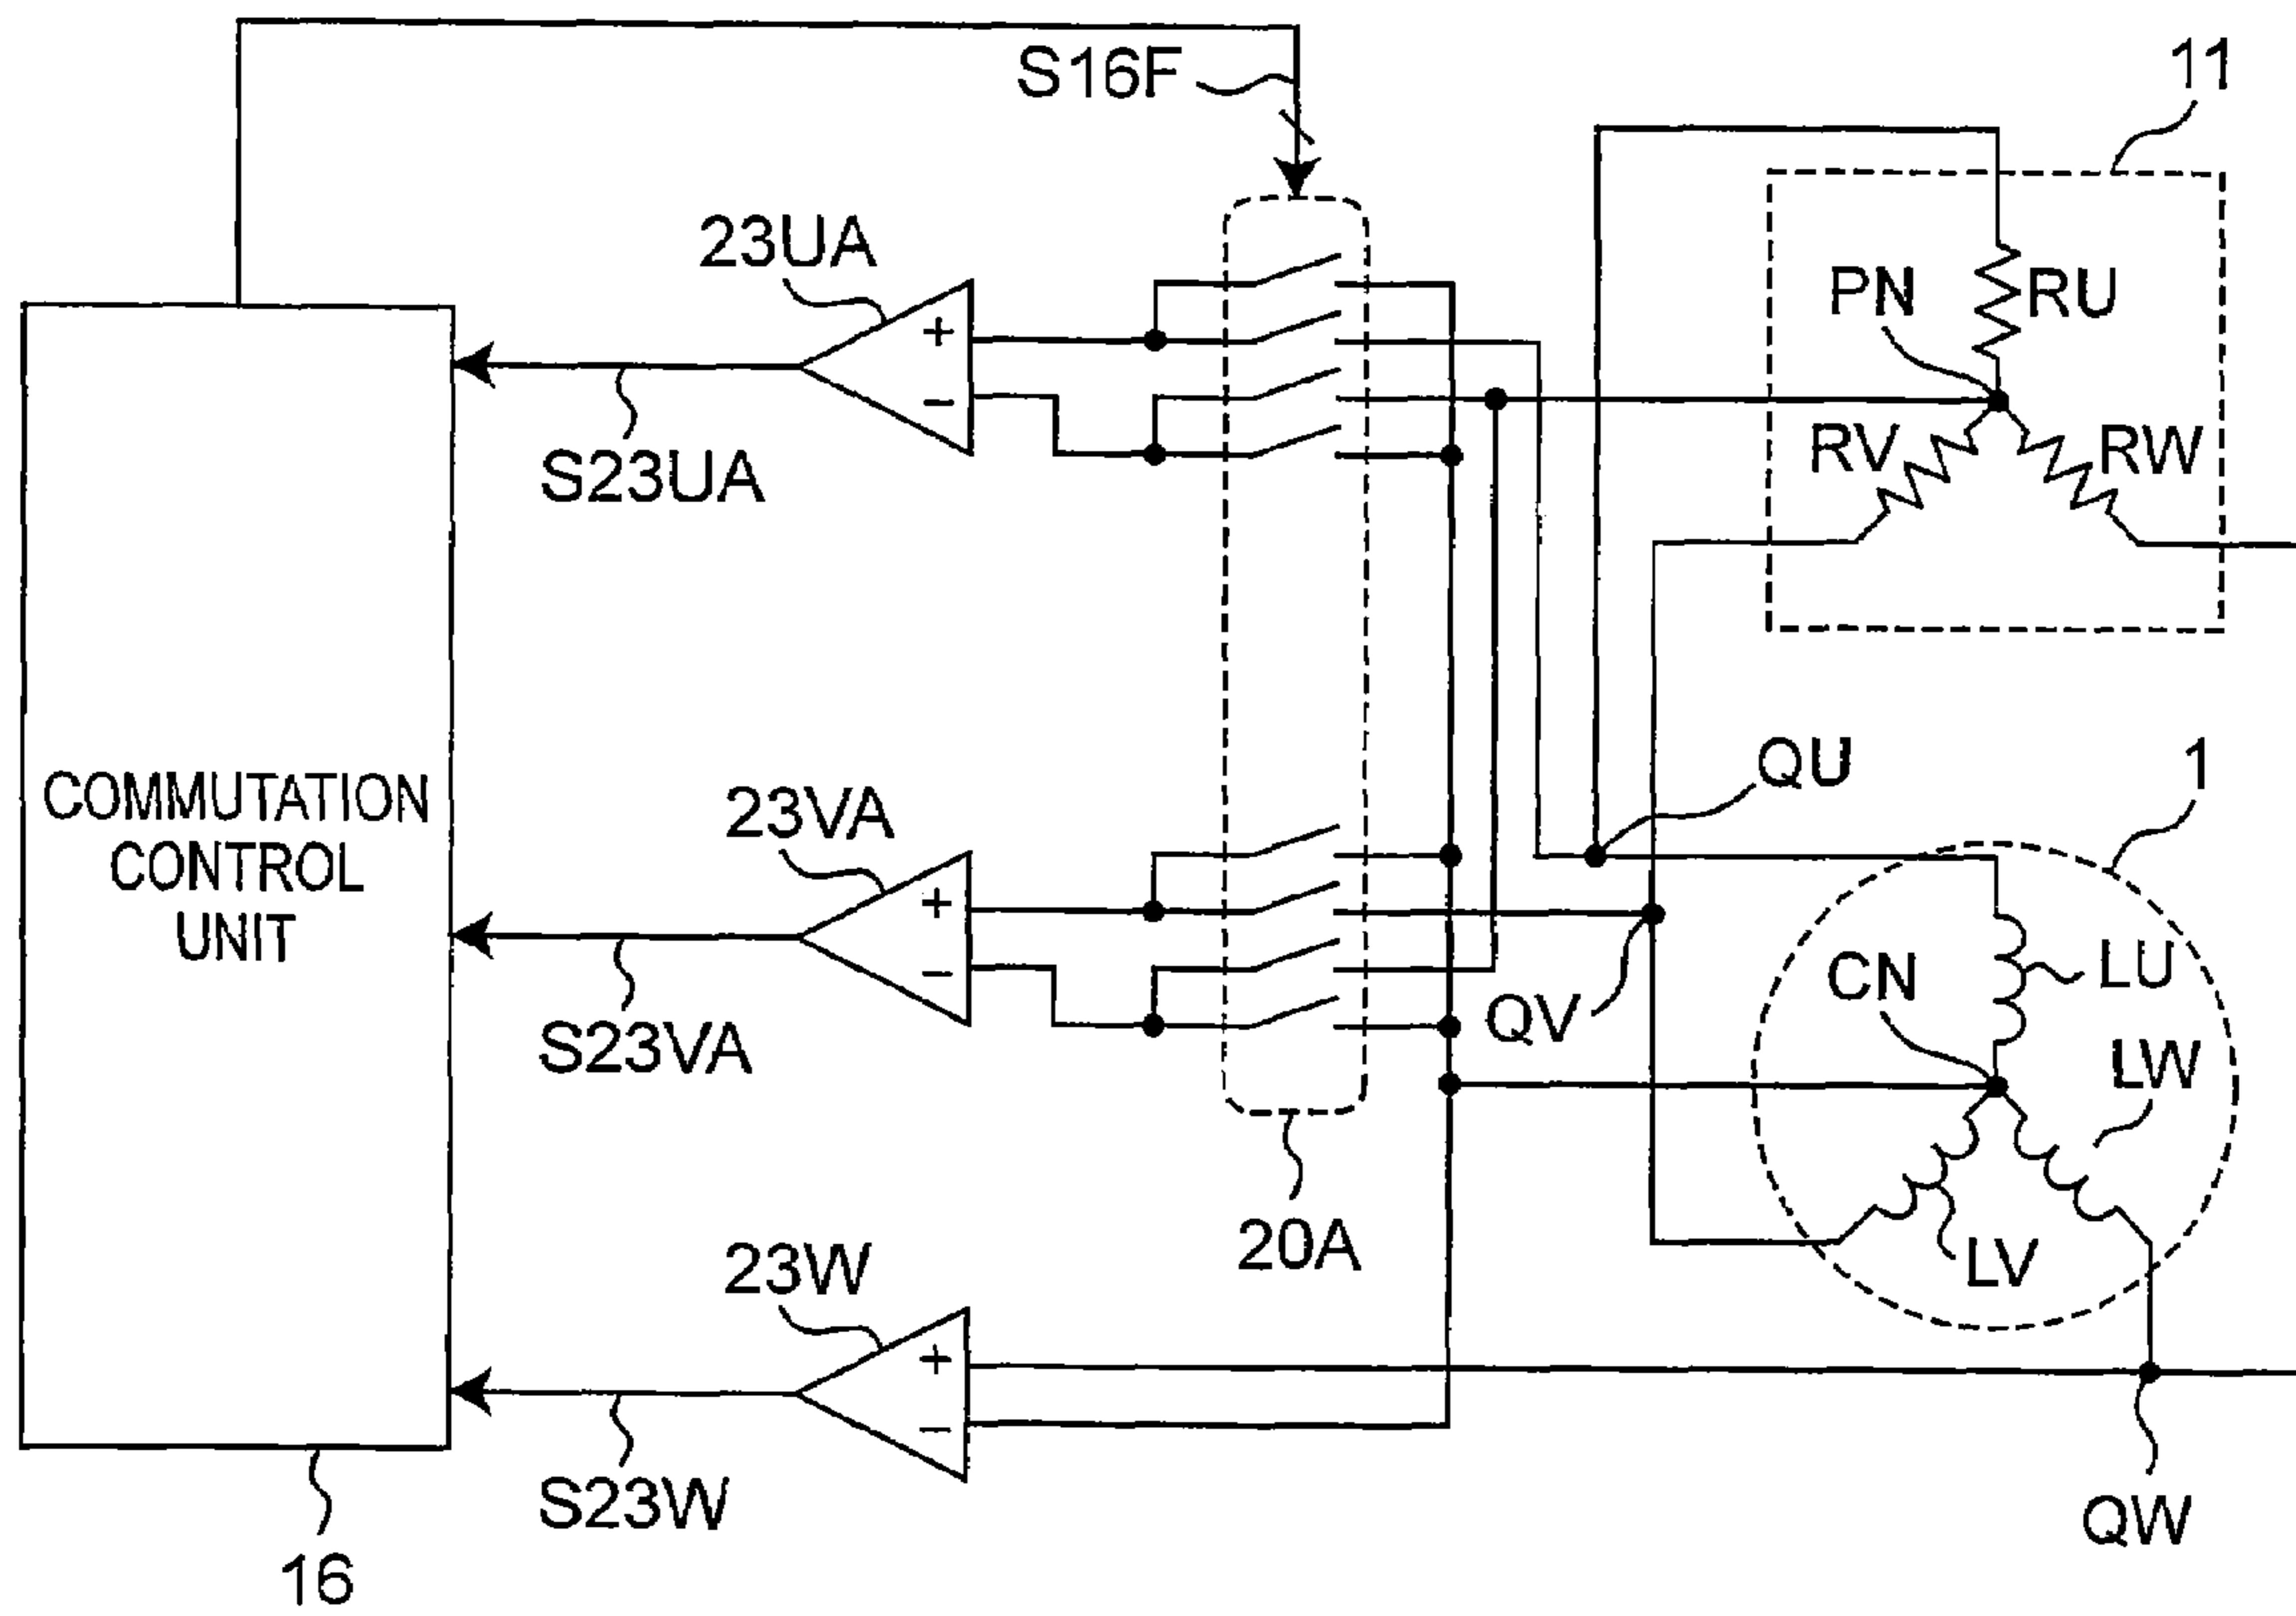 S16F
11
23UA
+
−
S23UA
PN
RU
RV
RW
COMMUTATION
CONTROL
UNIT
23VA
+
−
S23VA
QU
1
QV
CN
LU
LW
LV
20A
23W
+
−
S23W
QW
16